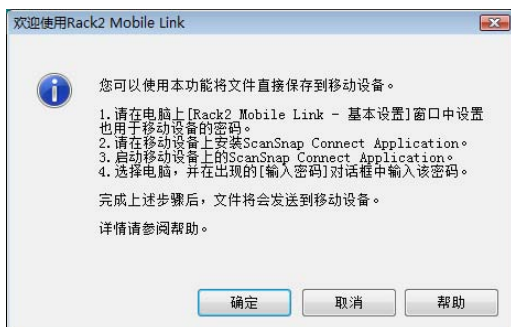 欢迎使用Rack2 Mobile Link
您可以使用本功能将文件直接保存到移动设备。
1.请在电脑上[Rack2 Mobile Link - 基本设置]窗口中设置
也用于移动设备的密码。
2.请在移动设备上安装ScanSnap Connect Application。
3.启动移动设备上的ScanSnap Connect Application。
4.选择电脑，并在出现的[输入密码]对话框中输入该密码。
完成上述步骤后，文件将会发送到移动设备。
详情请参阅帮助。
确定 取消 帮助